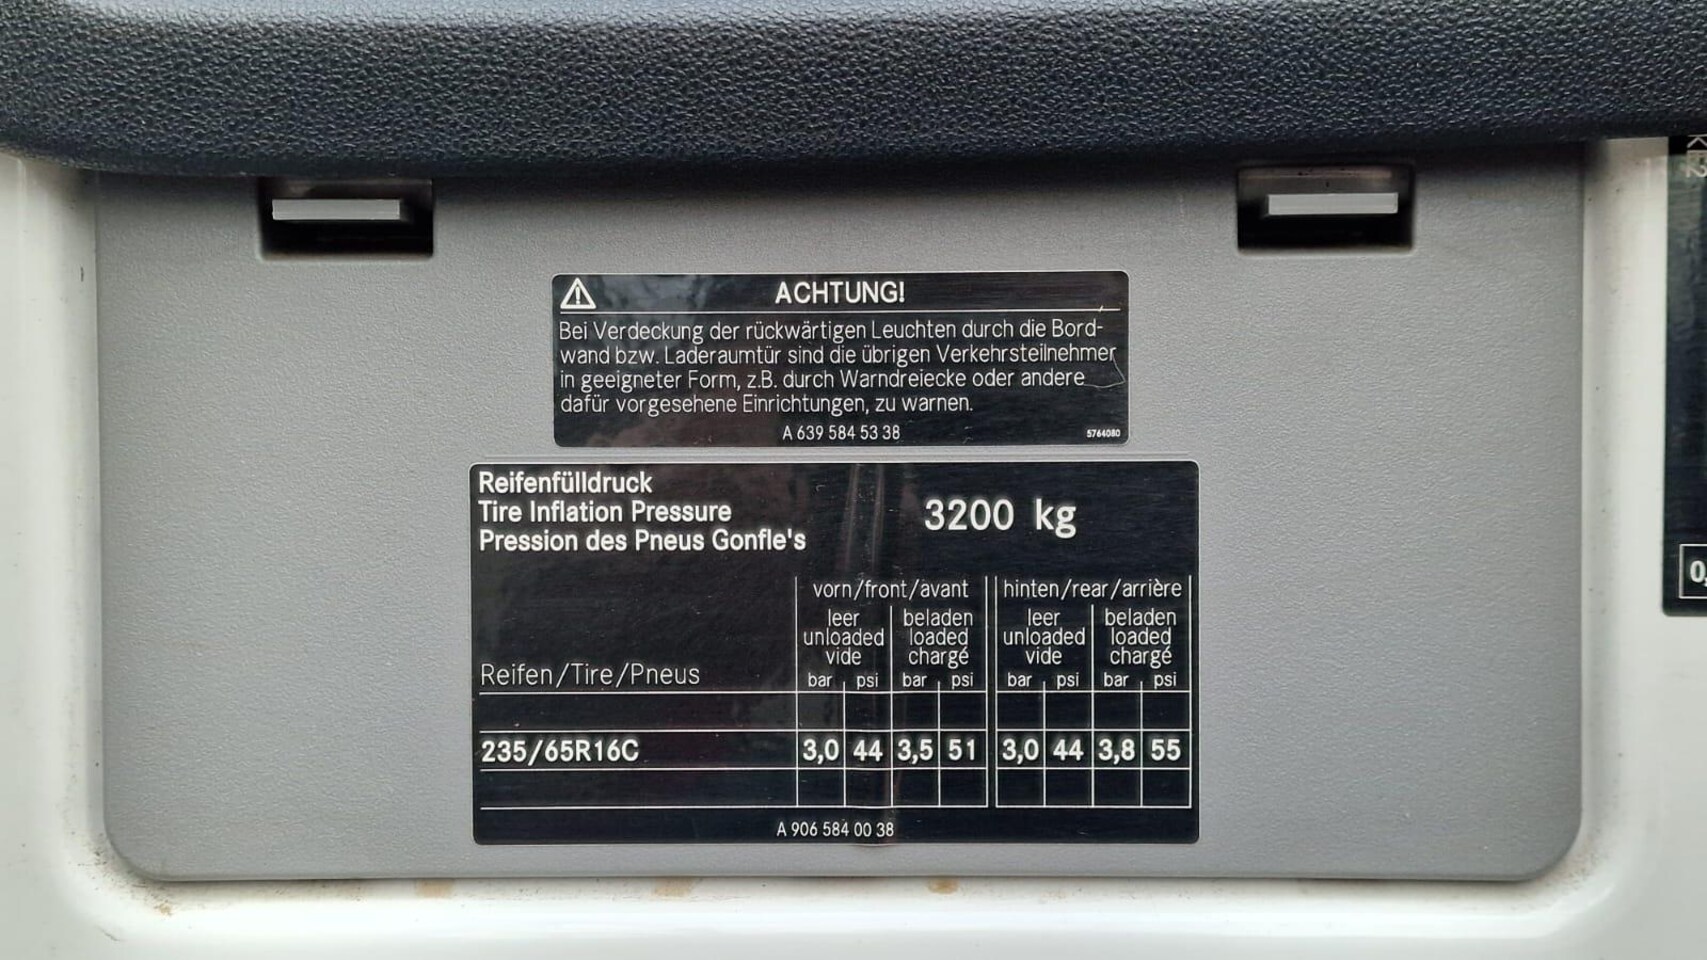 ACHTUNG!
Bei Verdeckung der rückwärtigen Leuchten durch die Bord-
wand bzw. Laderaumtür sind die übrigen Verkehrsteilnehmer
in geeigneter Form, z.B. durch Warndreiecke oder andere
dafür vorgesehene Einrichtungen, zu warnen.
A 639 584 53 38 5764080
Reifenfülldruck
Tire Inflation Pressure
Pression des Pneus Gonfle's
3200 kg
vorn/front/avant hinten/rear/arrière
leer beladen leer beladen
unloaded loaded unloaded loaded
vide chargé vide chargé
Reifen/Tire/Pneus bar psi bar psi bar psi bar psi
235/65R16C 3,0 44 3,5 51 3,0 44 3,8 55
A 906 584 00 38